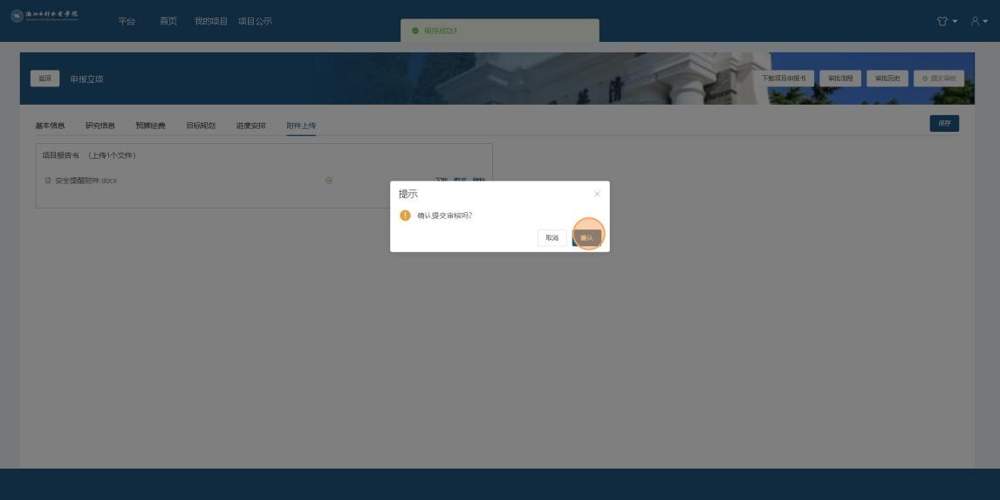 平台 首页 我的项目 项目公示
保存成功!
返回 申报立项 下载项目申报书 审批流程 审批历史 提交审核
基本信息 研究信息 预算经费 目标规划 进度安排 附件上传 保存
项目报告书 （上传1个文件）
安全提醒附件.docx 下载
提示
确认提交审核吗?
取消 确认